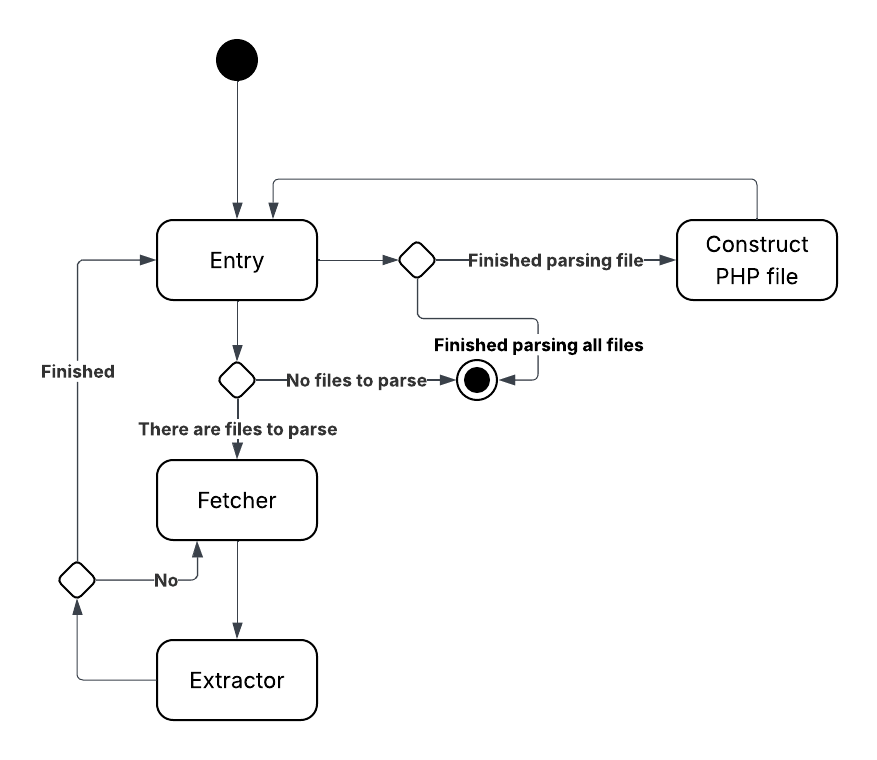 Entry
Finished parsing file
Construct
PHP file
Finished parsing all files
Finished
No files to parse
There are files to parse
Fetcher
No
Extractor